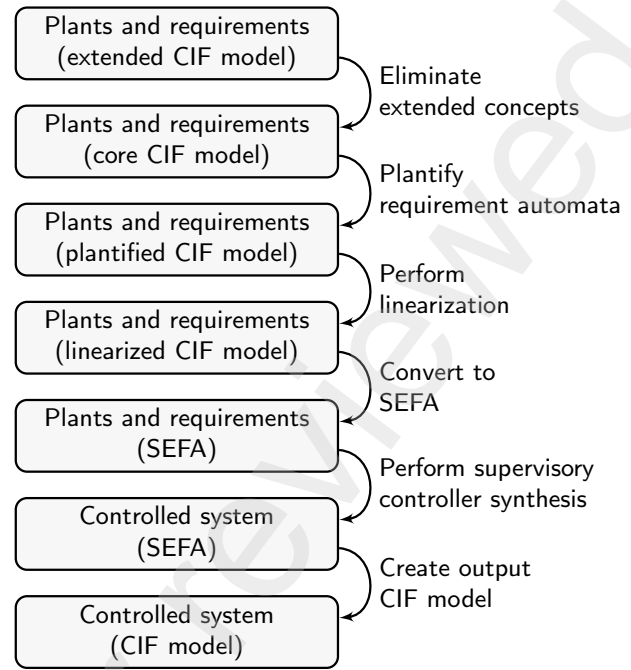 Plants and requirements
(extended CIF model)
Eliminate
extended concepts
Plants and requirements
(core CIF model)
Plantify
requirement automata
Plants and requirements
(plantified CIF model)
Perform
linearization
Plants and requirements
(linearized CIF model)
Convert to
SEFA
Plants and requirements
(SEFA)
Perform supervisory
controller synthesis
Controlled system
(SEFA)
Create output
CIF model
Controlled system
(CIF model)
reviewed